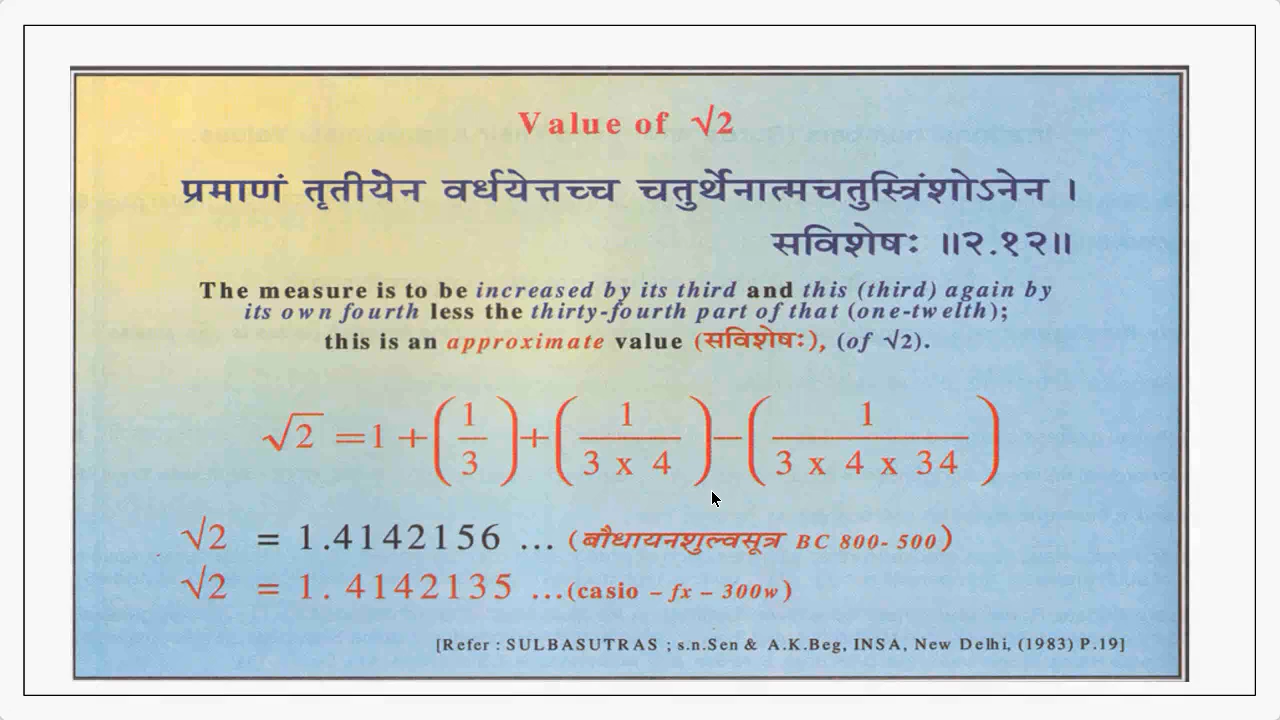 Value of √2
प्रमाणं तृतीयेन वर्धयेत्तच्च चतुर्थेनात्मचतुस्त्रिंशोऽनेन ।
सविशेषः ॥२.१२॥
The measure is to be increased by its third and this (third) again by
its own fourth less the thirty-fourth part of that (one-twelth);
this is an approximate value (सविशेषः), (of √2).
√2 = 1 + (1/3) + (1/(3 x 4)) − (1/(3 x 4 x 34))
√2 = 1.4142156 ... (बौधायनशुल्वसूत्र BC 800- 500)
√2 = 1. 4142135 ...(casio – fx – 300w)
[Refer : SULBASUTRAS ; s.n.Sen & A.K.Beg, INSA, New Delhi, (1983) P.19]